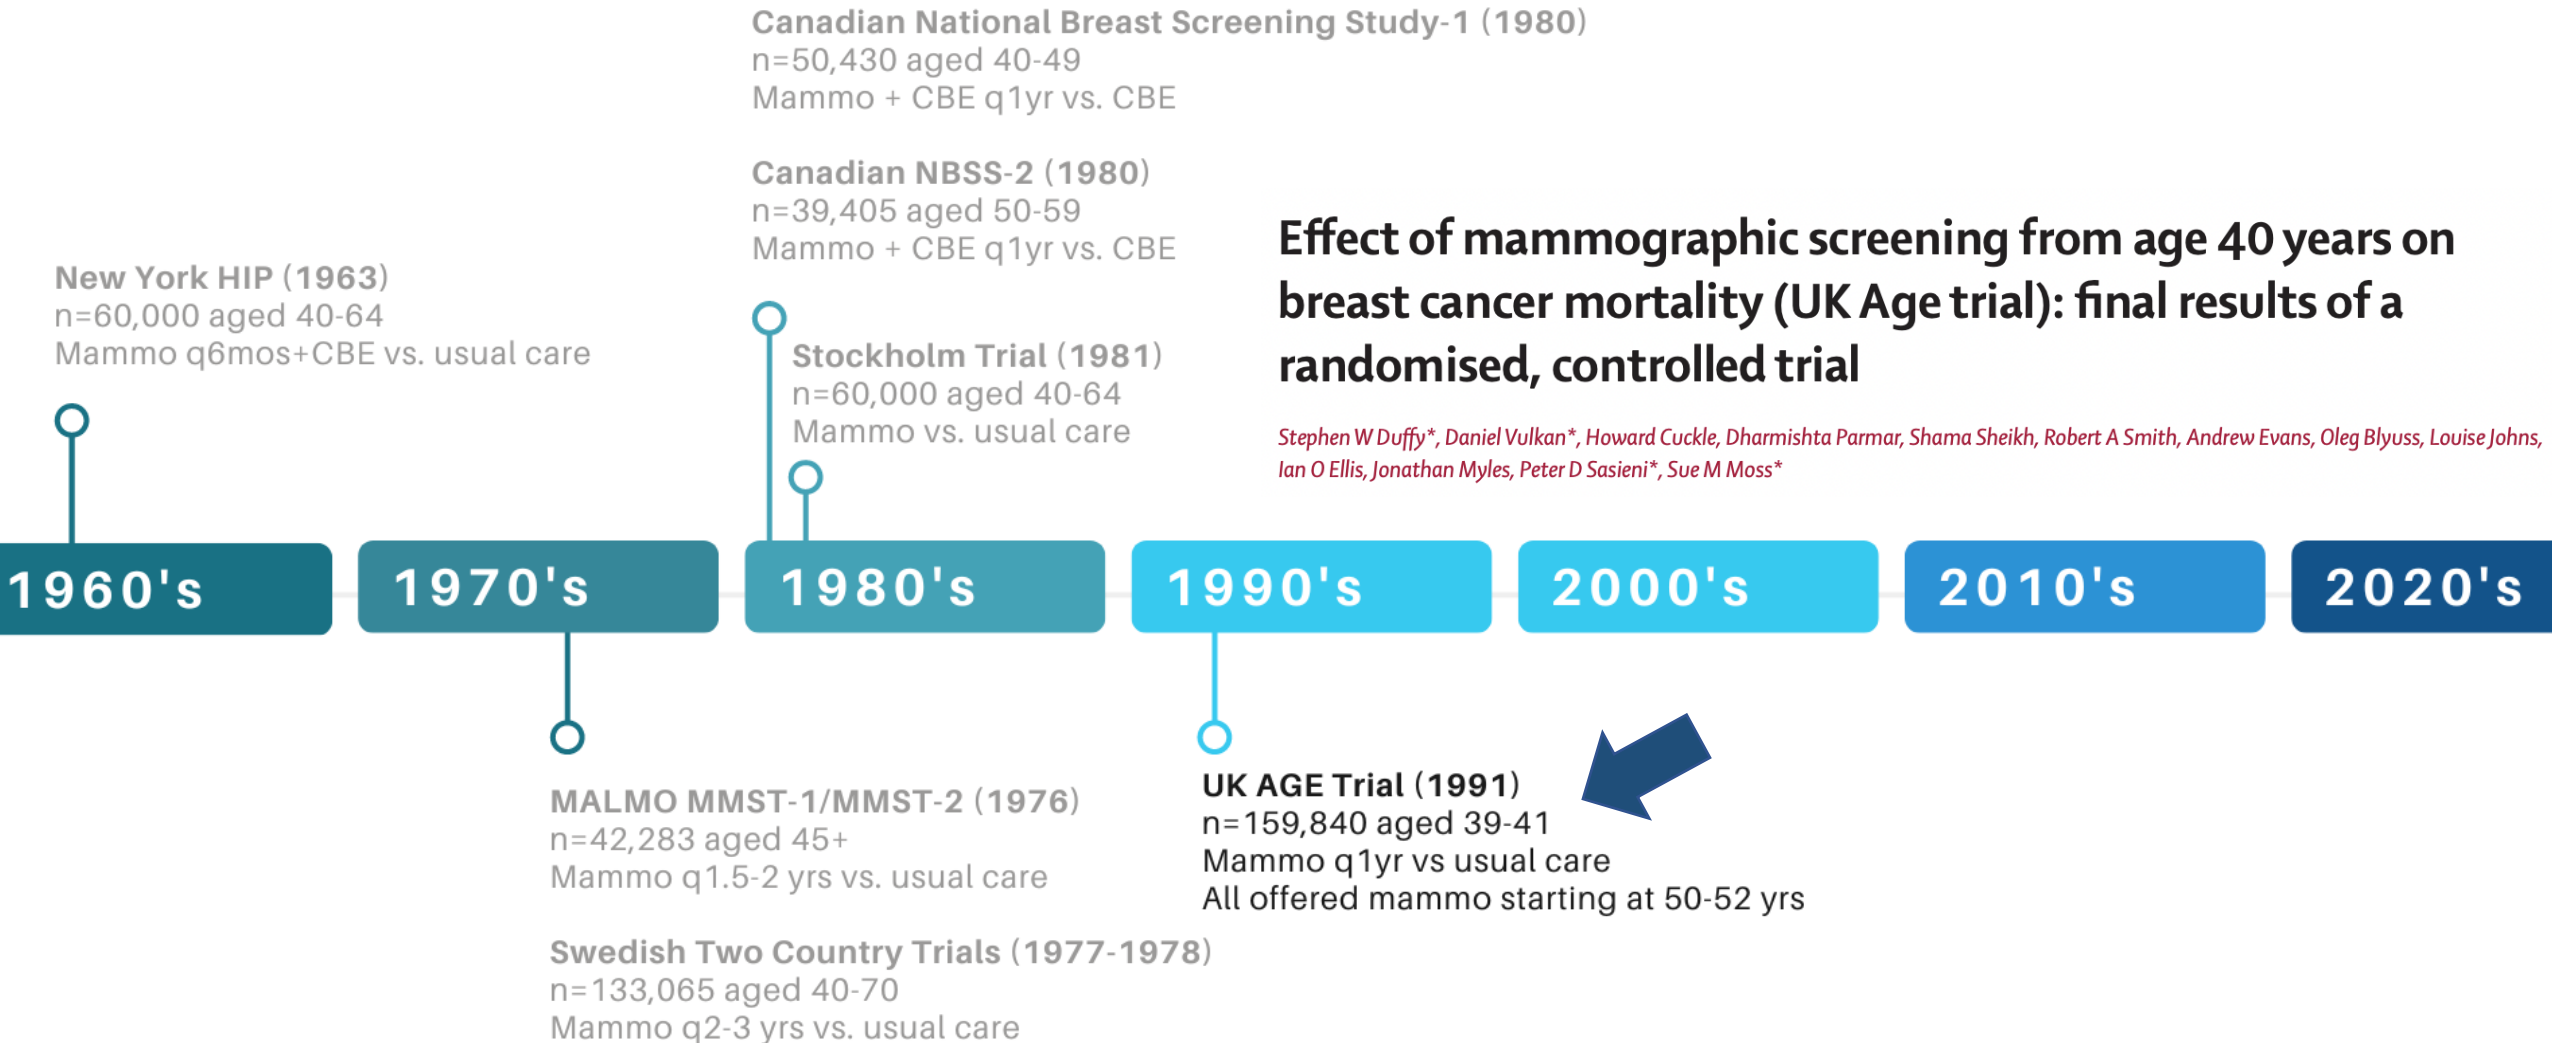 Canadian National Breast Screening Study-1 (1980)
n=50,430 aged 40-49
Mammo + CBE q1yr vs. CBE
Canadian NBSS-2 (1980)
n=39,405 aged 50-59
Mammo + CBE q1yr vs. CBE
New York HIP (1963)
n=60,000 aged 40-64
Mammo q6mos+CBE vs. usual care
Stockholm Trial (1981)
n=60,000 aged 40-64
Mammo vs. usual care
Effect of mammographic screening from age 40 years on
breast cancer mortality (UK Age trial): final results of a
randomised, controlled trial
Stephen W Duffy*, Daniel Vulkan*, Howard Cuckle, Dharmishta Parmar, Shama Sheikh, Robert A Smith, Andrew Evans, Oleg Blyuss, Louise Johns,
Ian O Ellis, Jonathan Myles, Peter D Sasieni*, Sue M Moss*
1960's
1970's
1980's
1990's
2000's
2010's
2020's
MALMO MMST-1/MMST-2 (1976)
n=42,283 aged 45+
Mammo q1.5-2 yrs vs. usual care
Swedish Two Country Trials (1977-1978)
n=133,065 aged 40-70
Mammo q2-3 yrs vs. usual care
UK AGE Trial (1991)
n=159,840 aged 39-41
Mammo q1yr vs usual care
All offered mammo starting at 50-52 yrs